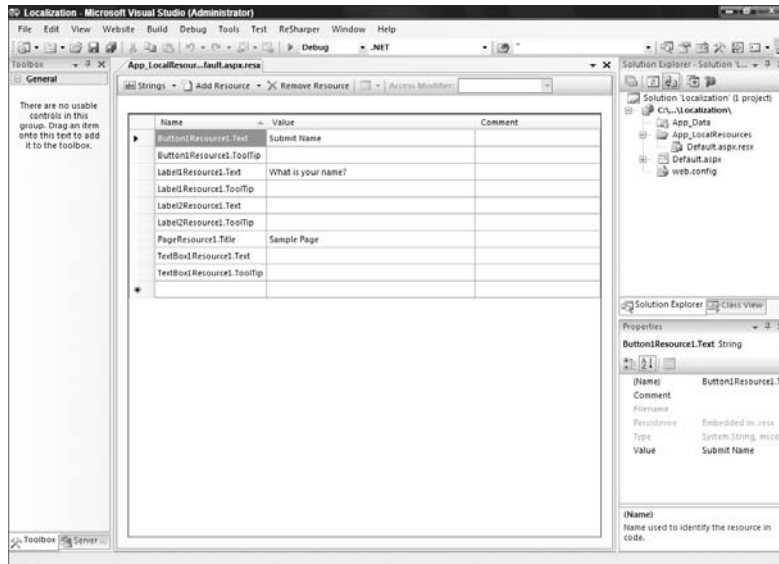 Localization - Microsoft Visual Studio (Administrator)
File Edit View Website Build Debug Tools Test ReSharper Window Help
Debug .NET
Toolbox
General
There are no usable
controls in this
group. Drag an item
onto this text to add
it to the toolbox.
Toolbox Server ...
App_LocalResour...fault.aspx.resx
Strings Add Resource Remove Resource Access Modifier:
Name Value Comment
Button1Resource1.Text Submit Name
Button1Resource1.ToolTip
Label1Resource1.Text What is your name?
Label1Resource1.ToolTip
Label2Resource1.Text
Label2Resource1.ToolTip
PageResource1.Title Sample Page
TextBox1Resource1.Text
TextBox1Resource1.ToolTip
Solution Explorer - Solution 'L...
Solution 'Localization' (1 project)
C:\...\Localization\
App_Data
App_LocalResources
Default.aspx.resx
Default.aspx
web.config
Solution Explorer Class View
Properties
Button1Resource1.Text String
(Name) Button1Resource1.T
Comment
Filename
Persistence Embedded in .resx
Type System.String, msco
Value Submit Name
(Name)
Name used to identify the resource in
code.